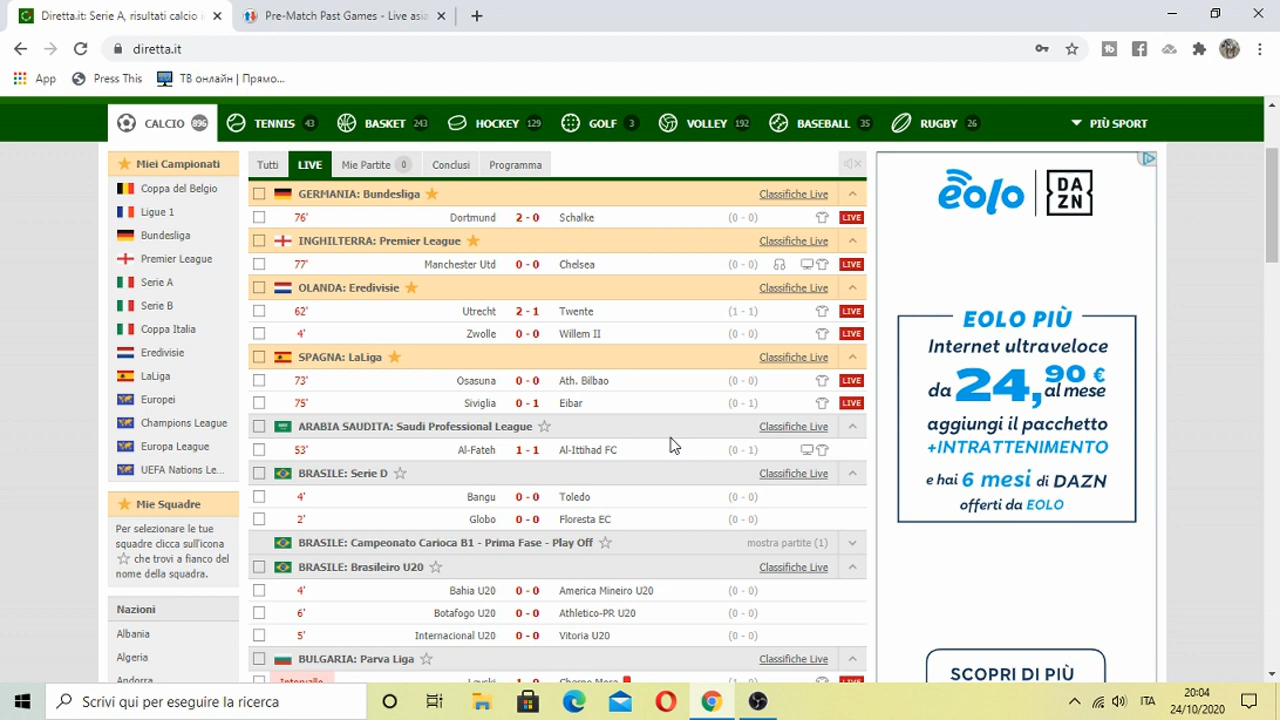 Diretta.it: Serie A, risultati calcio
Pre-Match Past Games - Live asia
diretta.it
App
Press This
ТВ онлайн | Прямо...
CALCIO 896
TENNIS 43
BASKET 243
HOCKEY 129
GOLF 3
VOLLEY 192
BASEBALL 35
RUGBY 26
PIÙ SPORT
Miei Campionati
Coppa del Belgio
Ligue 1
Bundesliga
Premier League
Serie A
Serie B
Coppa Italia
Eredivisie
LaLiga
Europei
Champions League
Europa League
UEFA Nations Le...
Mie Squadre
Per selezionare le tue
squadre clicca sull'icona
che trovi a fianco del
nome della squadra.
Nazioni
Albania
Algeria
Andorra
Tutti LIVE Mie Partite 0 Conclusi Programma
GERMANIA: Bundesliga Classifiche Live
76' Dortmund 2 - 0 Schalke (0 - 0) LIVE
INGHILTERRA: Premier League Classifiche Live
77' Manchester Utd 0 - 0 Chelsea (0 - 0) LIVE
OLANDA: Eredivisie Classifiche Live
62' Utrecht 2 - 1 Twente (1 - 1) LIVE
4' Zwolle 0 - 0 Willem II (0 - 0) LIVE
SPAGNA: LaLiga Classifiche Live
73' Osasuna 0 - 0 Ath. Bilbao (0 - 0) LIVE
75' Siviglia 0 - 1 Eibar (0 - 1) LIVE
ARABIA SAUDITA: Saudi Professional League Classifiche Live
53' Al-Fateh 1 - 1 Al-Ittihad FC (0 - 1)
BRASILE: Serie D Classifiche Live
4' Bangu 0 - 0 Toledo (0 - 0)
2' Globo 0 - 0 Floresta EC (0 - 0)
BRASILE: Campeonato Carioca B1 - Prima Fase - Play Off mostra partite (1)
BRASILE: Brasileiro U20 Classifiche Live
4' Bahia U20 0 - 0 America Mineiro U20 (0 - 0)
6' Botafogo U20 0 - 0 Athletico-PR U20 (0 - 0)
5' Internacional U20 0 - 0 Vitoria U20 (0 - 0)
BULGARIA: Parva Liga Classifiche Live
Intervallo Levski 1 - 0 Cherno More (1 - 0) LIVE
eolo DAZN
EOLO PIÙ
Internet ultraveloce
da 24,90 € al mese
aggiungi il pacchetto
+INTRATTENIMENTO
e hai 6 mesi di DAZN
offerti da EOLO
SCOPRI DI PIÙ
Scrivi qui per eseguire la ricerca
ITA
20:04
24/10/2020